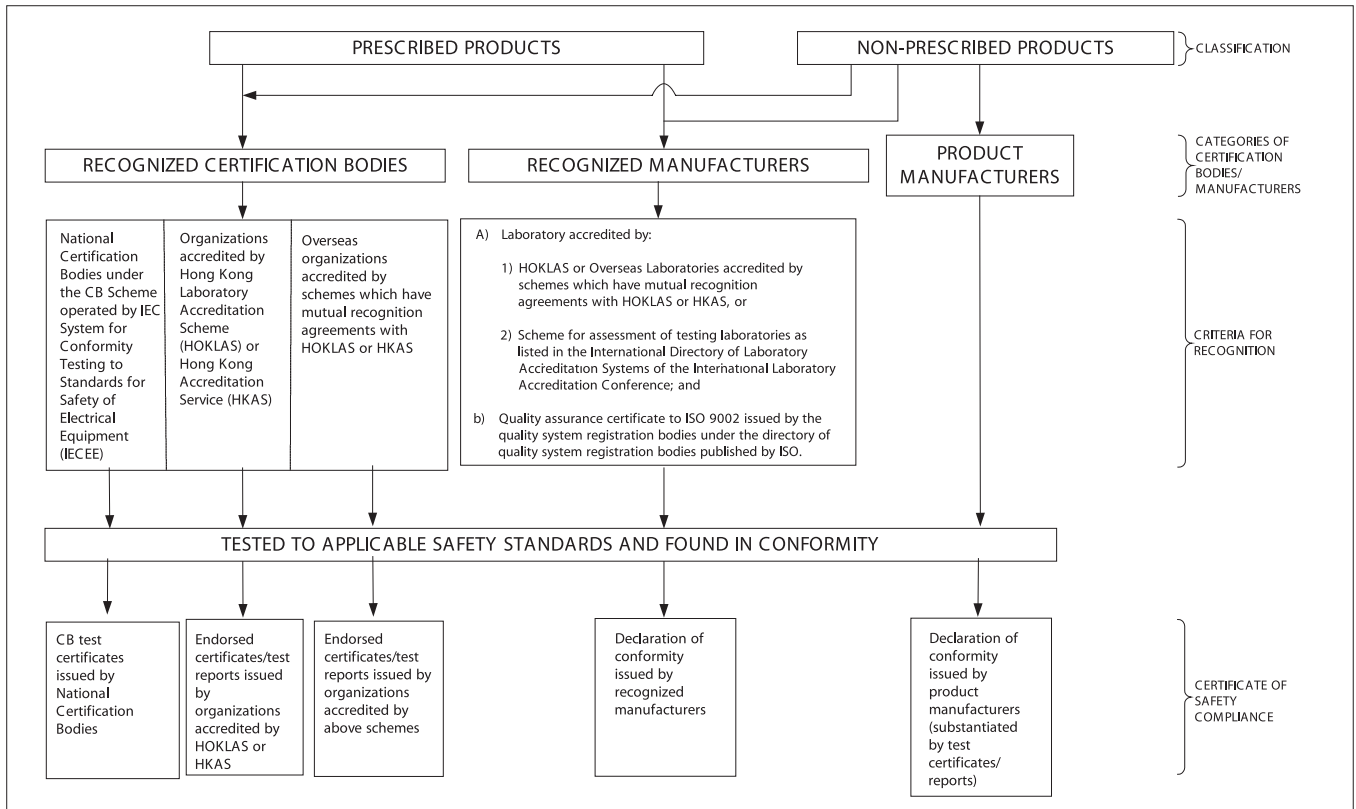 PRESCRIBED PRODUCTS
NON-PRESCRIBED PRODUCTS
CLASSIFICATION
RECOGNIZED CERTIFICATION BODIES
RECOGNIZED MANUFACTURERS
PRODUCT
MANUFACTURERS
CATEGORIES OF
CERTIFICATION
BODIES/
MANUFACTURERS
National
Certification
Bodies under
the CB Scheme
operated by IEC
System for
Conformity
Testing to
Standards for
Safety of
Electrical
Equipment
(IECEE)
Organizations
accredited by
Hong Kong
Laboratory
Accreditation
Scheme
(HOKLAS) or
Hong Kong
Accreditation
Service (HKAS)
Overseas
organizations
accredited by
schemes which have
mutual recognition
agreements with
HOKLAS or HKAS
A) Laboratory accredited by:
1) HOKLAS or Overseas Laboratories accredited by
schemes which have mutual recognition
agreements with HOKLAS or HKAS, or
2) Scheme for assessment of testing laboratories as
listed in the International Directory of Laboratory
Accreditation Systems of the International Laboratory
Accreditation Conference; and
b) Quality assurance certificate to ISO 9002 issued by the
quality system registration bodies under the directory of
quality system registration bodies published by ISO.
CRITERIA FOR
RECOGNITION
TESTED TO APPLICABLE SAFETY STANDARDS AND FOUND IN CONFORMITY
CB test
certificates
issued by
National
Certification
Bodies
Endorsed
certificates/test
reports issued
by
organizations
accredited by
HOKLAS or
HKAS
Endorsed
certificates/test
reports issued by
organizations
accredited by
above schemes
Declaration of
conformity
issued by
recognized
manufacturers
Declaration of
conformity
issued by
product
manufacturers
(substantiated
by test
certificates/
reports)
CERTIFICATE OF
SAFETY
COMPLIANCE